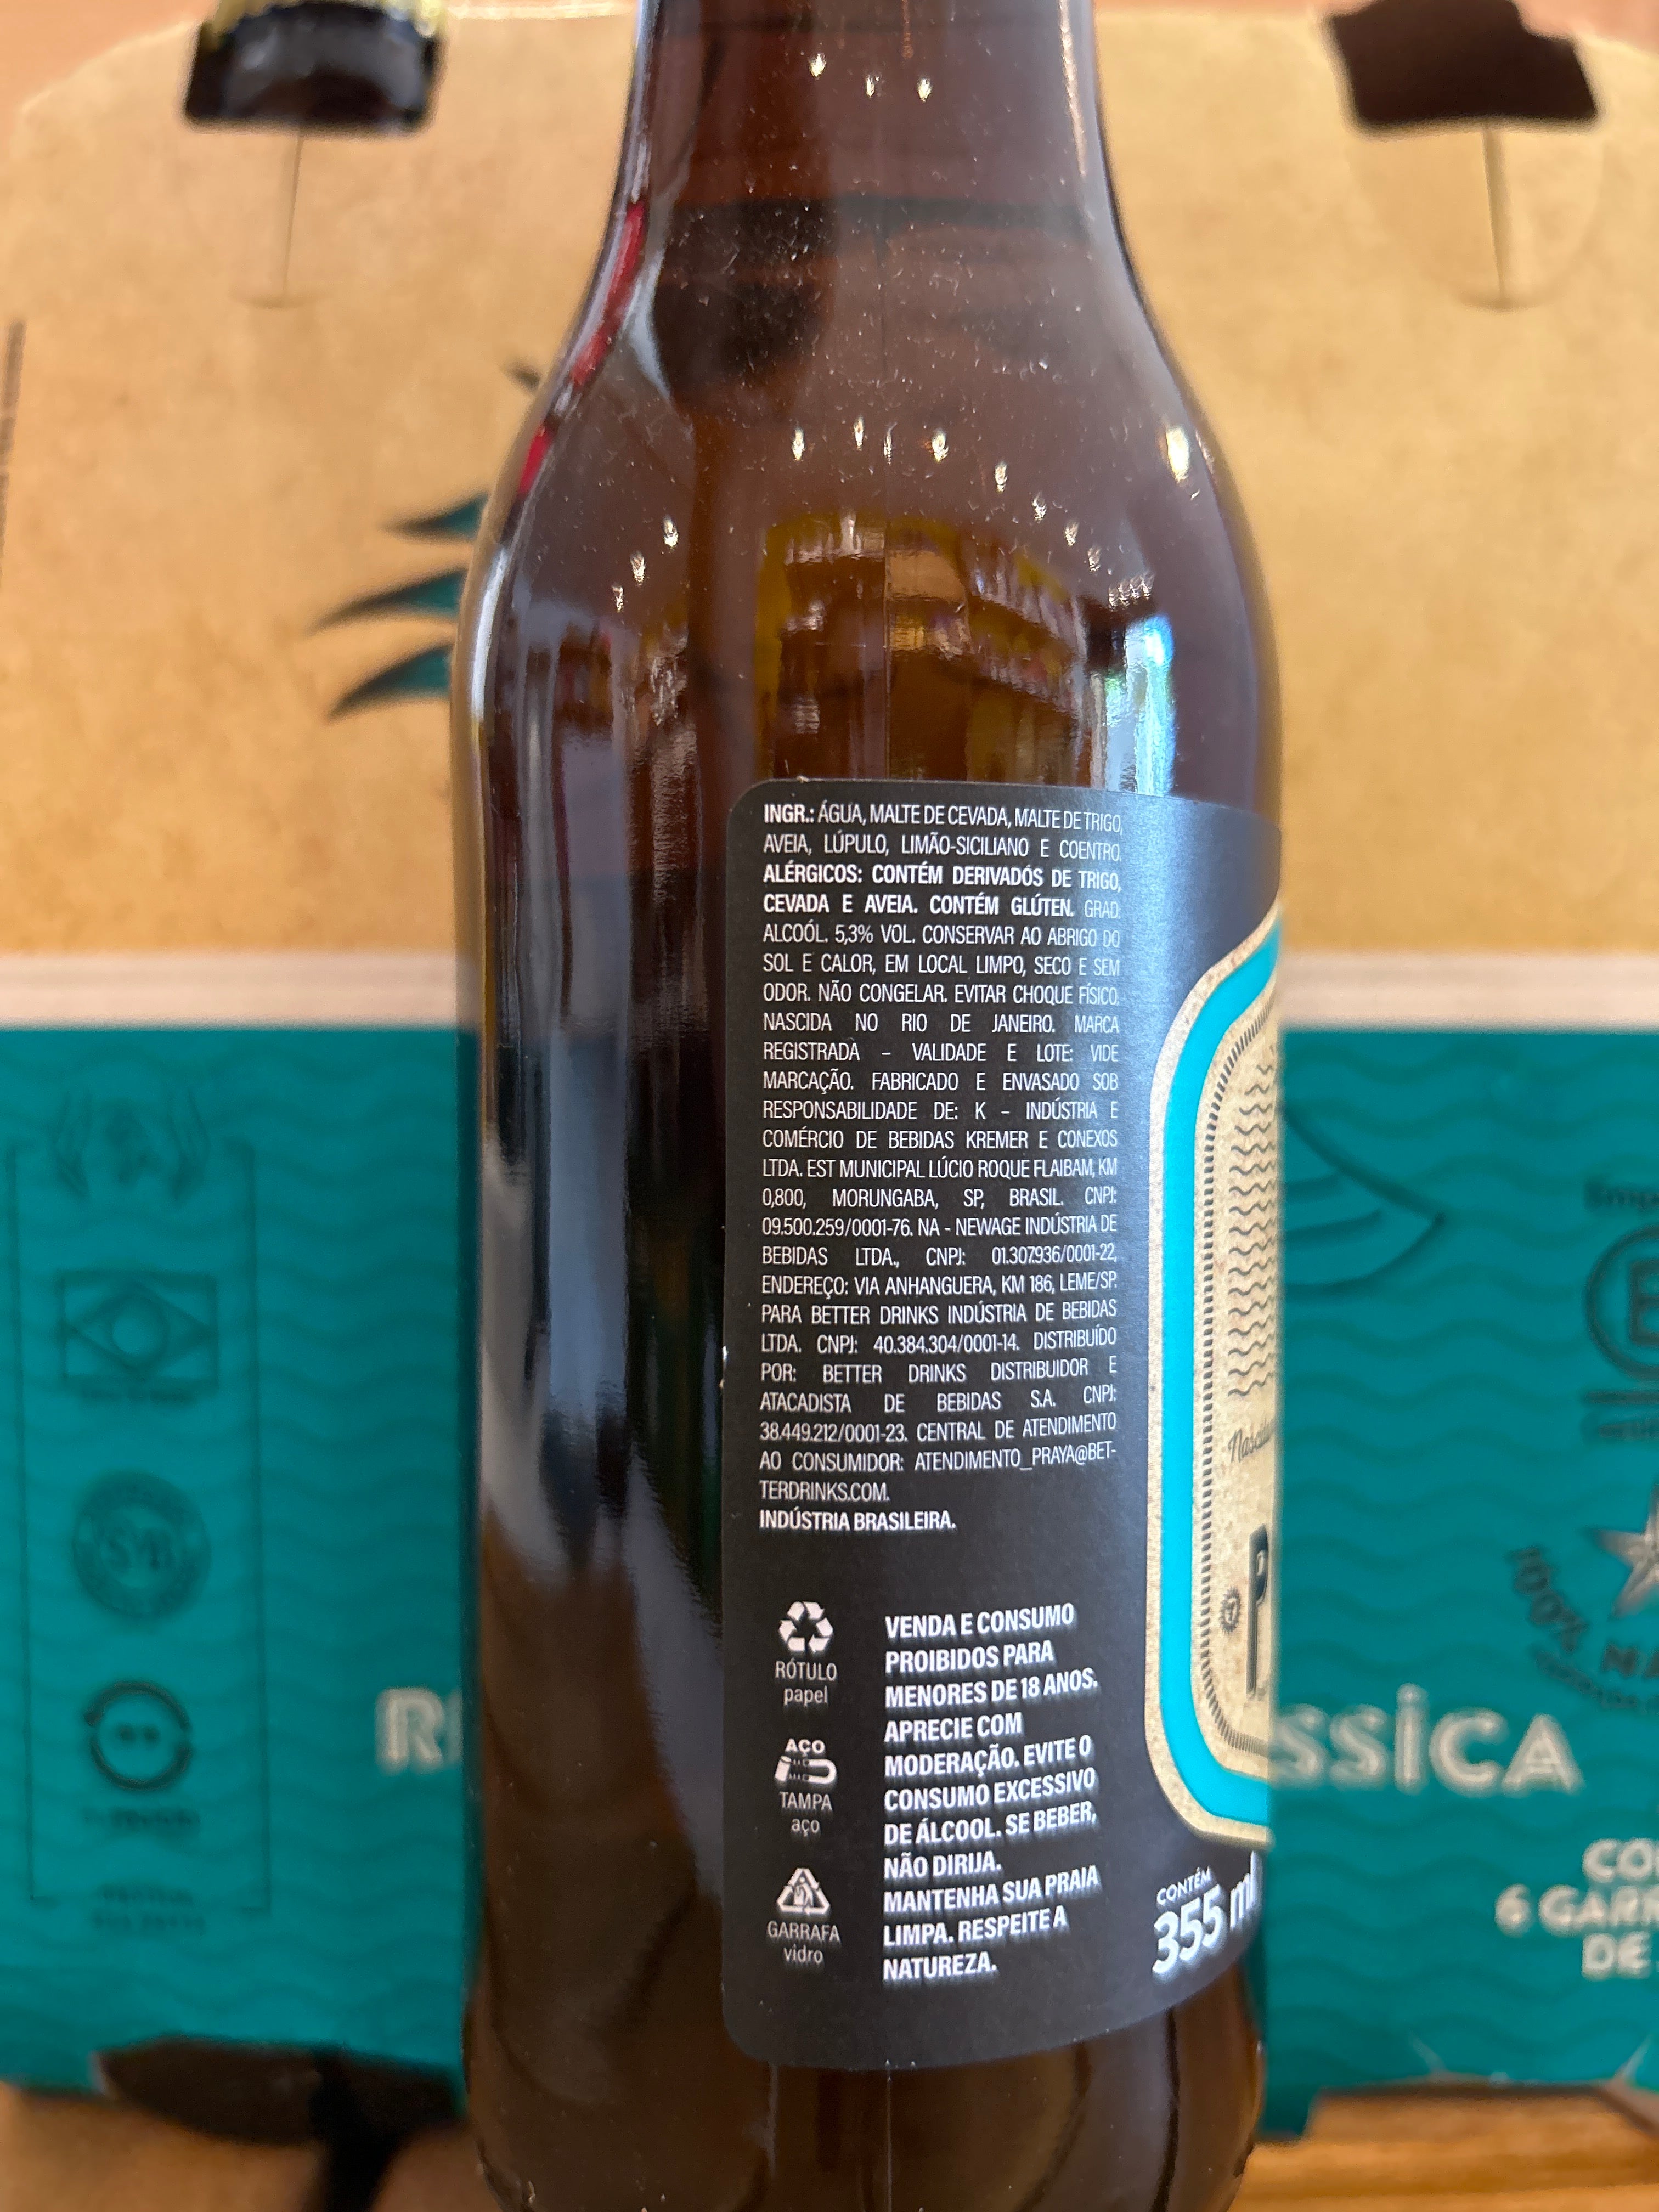 INGR.: ÁGUA, MALTE DE CEVADA, MALTE DE TRIGO,
AVEIA, LÚPULO, LIMÃO-SICILIANO E COENTRO.
ALÉRGICOS: CONTÉM DERIVADÓS DE TRIGO,
CEVADA E AVEIA. CONTÉM GLÚTEN. GRAD.
ALCOÓL. 5,3% VOL. CONSERVAR AO ABRIGO DO
SOL E CALOR, EM LOCAL LIMPO, SECO E SEM
ODOR. NÃO CONGELAR. EVITAR CHOQUE FÍSICO.
NASCIDA NO RIO DE JANEIRO. MARCA
REGISTRADA – VALIDADE E LOTE: VIDE
MARCAÇÃO. FABRICADO E ENVASADO SOB
RESPONSABILIDADE DE: K – INDÚSTRIA E
COMÉRCIO DE BEBIDAS KREMER E CONEXOS
LTDA. EST MUNICIPAL LÚCIO ROQUE FLAIBAM, KM
0,800, MORUNGABA, SP, BRASIL. CNPJ:
09.500.259/0001-76. NA - NEWAGE INDÚSTRIA DE
BEBIDAS LTDA., CNPJ: 01.307.936/0001-22,
ENDEREÇO: VIA ANHANGUERA, KM 186, LEME/SP.
PARA BETTER DRINKS INDÚSTRIA DE BEBIDAS
LTDA. CNPJ: 40.384.304/0001-14. DISTRIBUÍDO
POR: BETTER DRINKS DISTRIBUIDOR E
ATACADISTA DE BEBIDAS S.A. CNPJ:
38.449.212/0001-23. CENTRAL DE ATENDIMENTO
AO CONSUMIDOR: ATENDIMENTO_PRAYA@BET-
TERDRINKS.COM.
INDÚSTRIA BRASILEIRA.
RÓTULO
papel
AÇO
TAMPA
aço
GARRAFA
vidro
VENDA E CONSUMO
PROIBIDOS PARA
MENORES DE 18 ANOS.
APRECIE COM
MODERAÇÃO. EVITE O
CONSUMO EXCESSIVO
DE ÁLCOOL. SE BEBER,
NÃO DIRIJA.
MANTENHA SUA PRAIA
LIMPA. RESPEITE A
NATUREZA.
CONTÉM
355 ml
P
SSİCA
6 GARR
DE
100%